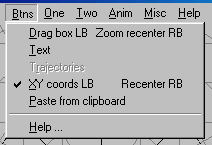 Btns One Two Anim Misc Help
Drag box LB Zoom recenter RB
Text
Trajectories
XY coords LB Recenter RB
Paste from clipboard
Help ...